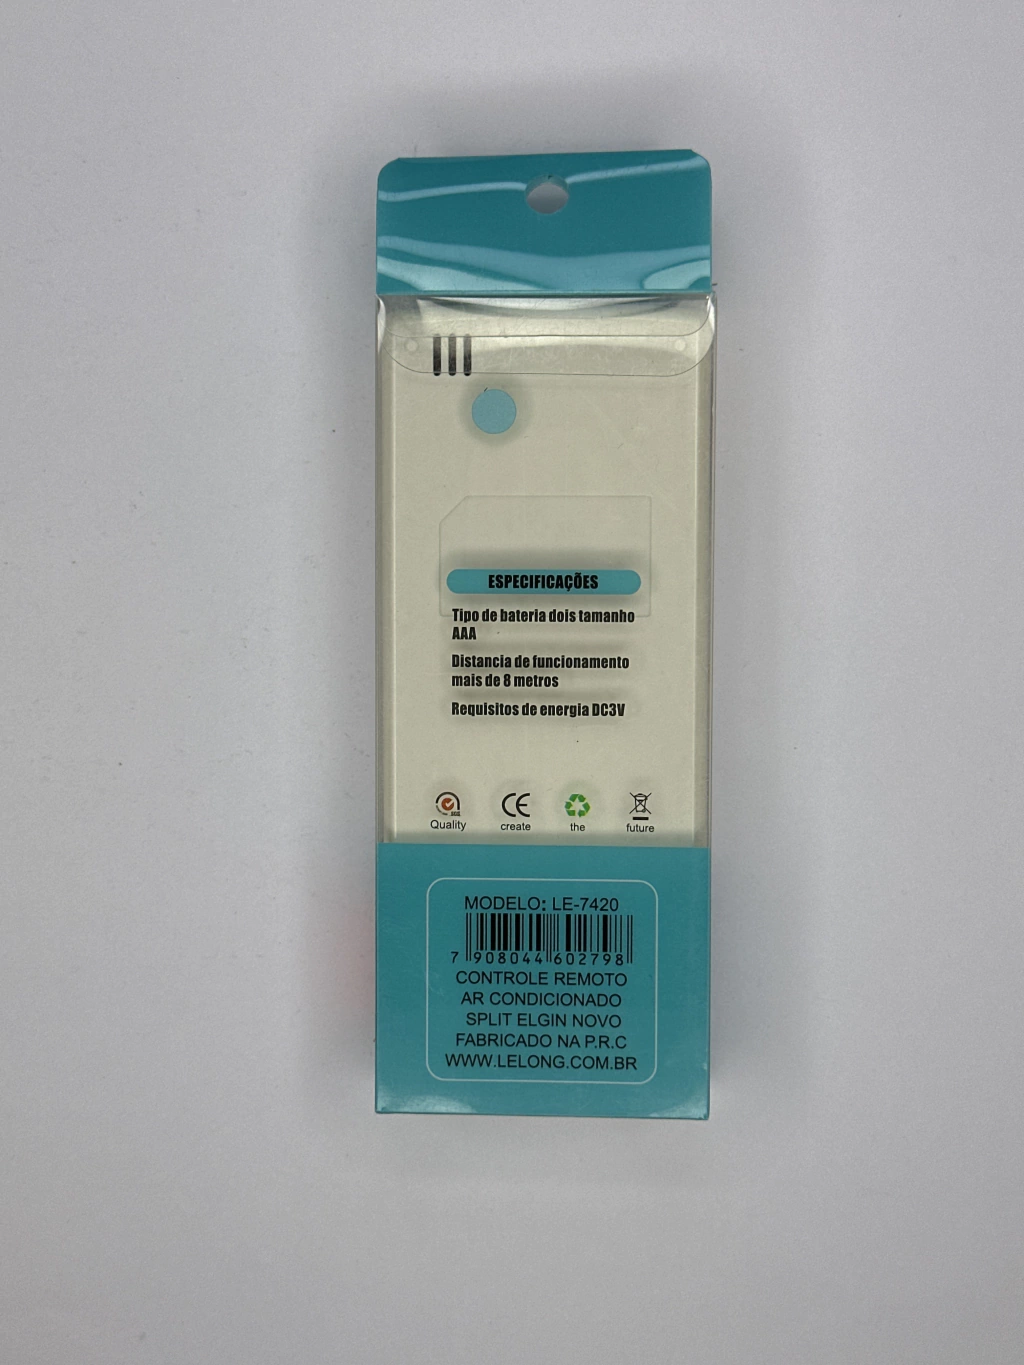 ESPECIFICAÇÕES
Tipo de bateria dois tamanho
AAA
Distancia de funcionamento
mais de 8 metros
Requisitos de energia DC3V
Quality create the future
MODELO: LE-7420
7 908044 602798
CONTROLE REMOTO
AR CONDICIONADO
SPLIT ELGIN NOVO
FABRICADO NA P.R.C
WWW.LELONG.COM.BR